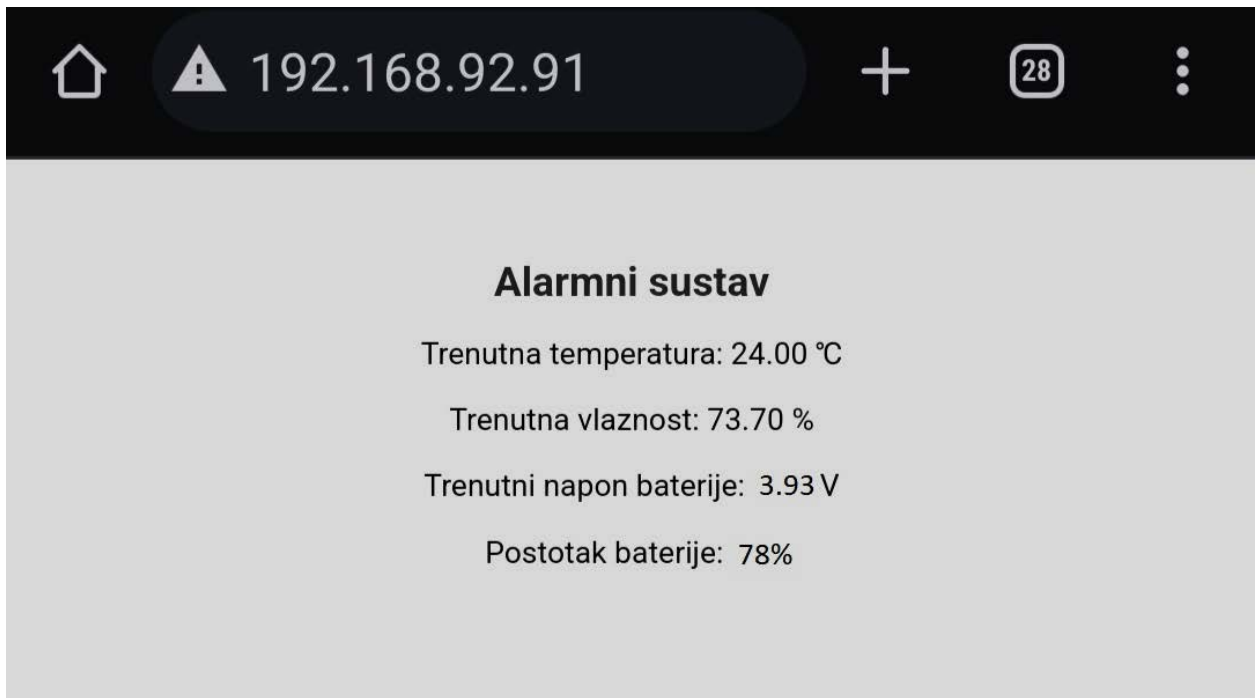 192.168.92.91
28
Alarmni sustav
Trenutna temperatura: 24.00 °C
Trenutna vlaznost: 73.70 %
Trenutni napon baterije: 3.93 V
Postotak baterije: 78%